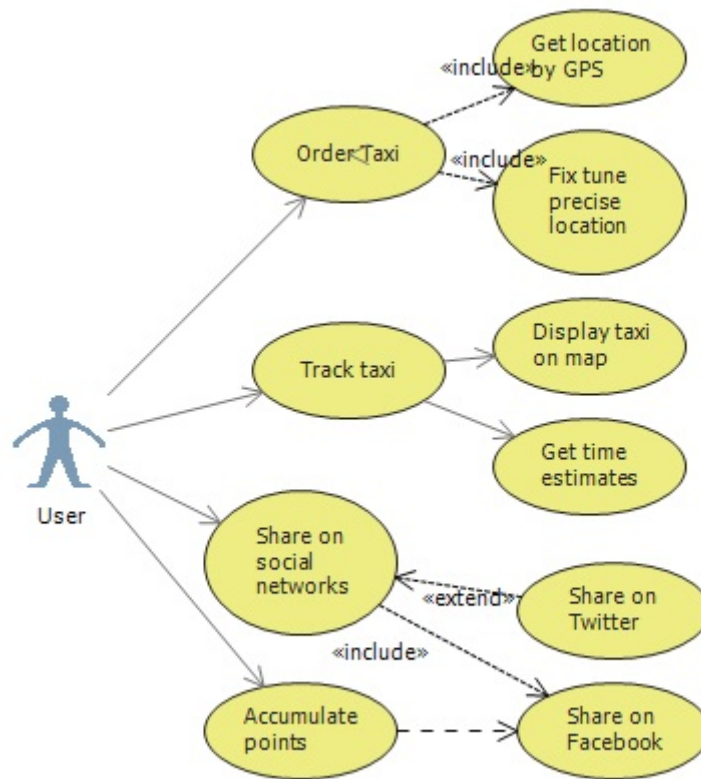 Get location
by GPS
«include»
Order Taxi
«include»
Fix tune
precise
location
Display taxi
on map
Track taxi
Get time
estimates
User
Share on
social
networks
«extend»
Share on
Twitter
«include»
Accumulate
points
Share on
Facebook